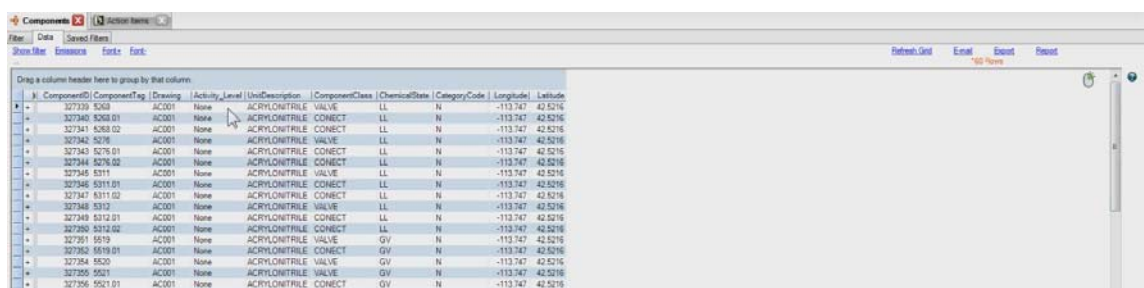 Components Action Items
Filter Data Saved Filters
Show filter Emissions Font+ Font- Refresh Grid E-mail Export Report
*60 Rows
Drag a column header here to group by that column.
ComponentID ComponentTag Drawing Activity_Level UnitDescription ComponentClass ChemicalState CategoryCode Longitude Latitude
327339 5268 AC001 None ACRYLONITRILE VALVE LL N -113.747 42.5216
327340 5268.01 AC001 None ACRYLONITRILE CONECT LL N -113.747 42.5216
327341 5268.02 AC001 None ACRYLONITRILE CONECT LL N -113.747 42.5216
327342 5276 AC001 None ACRYLONITRILE VALVE LL N -113.747 42.5216
327343 5276.01 AC001 None ACRYLONITRILE CONECT LL N -113.747 42.5216
327344 5276.02 AC001 None ACRYLONITRILE CONECT LL N -113.747 42.5216
327345 5311 AC001 None ACRYLONITRILE VALVE LL N -113.747 42.5216
327346 5311.01 AC001 None ACRYLONITRILE CONECT LL N -113.747 42.5216
327347 5311.02 AC001 None ACRYLONITRILE CONECT LL N -113.747 42.5216
327348 5312 AC001 None ACRYLONITRILE VALVE LL N -113.747 42.5216
327349 5312.01 AC001 None ACRYLONITRILE CONECT LL N -113.747 42.5216
327350 5312.02 AC001 None ACRYLONITRILE CONECT LL N -113.747 42.5216
327351 5519 AC001 None ACRYLONITRILE VALVE GV N -113.747 42.5216
327352 5519.01 AC001 None ACRYLONITRILE CONECT GV N -113.747 42.5216
327354 5520 AC001 None ACRYLONITRILE VALVE GV N -113.747 42.5216
327355 5521 AC001 None ACRYLONITRILE VALVE GV N -113.747 42.5216
327356 5521.01 AC001 None ACRYLONITRILE CONECT GV N -113.747 42.5216